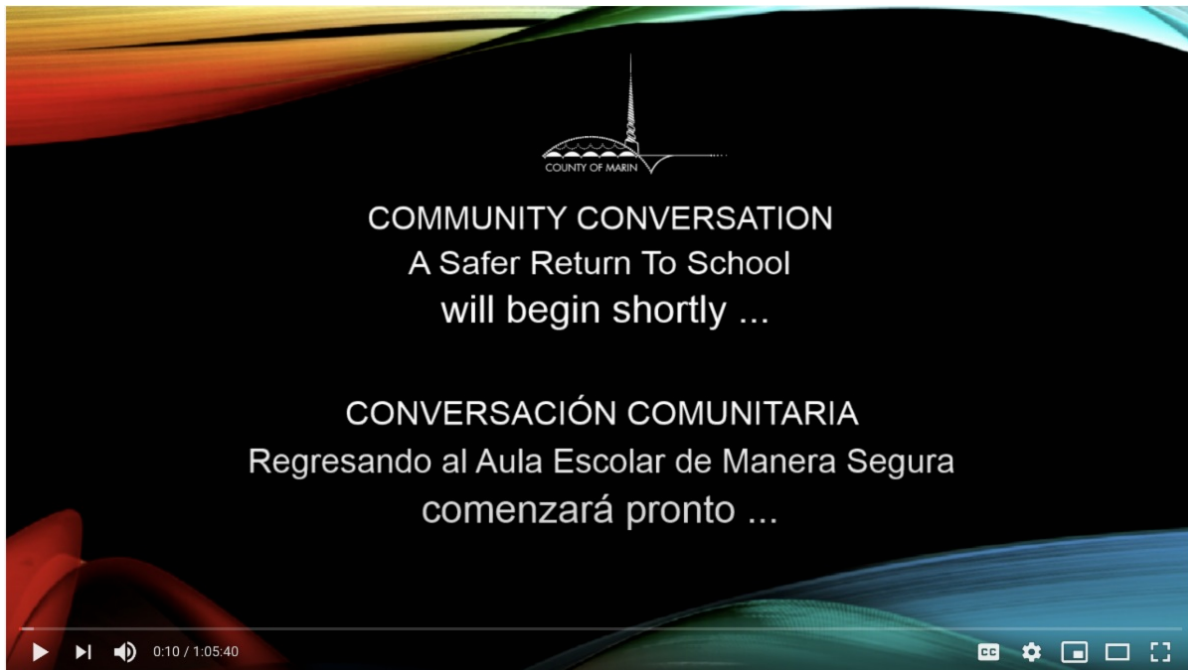 COUNTY OF MARIN
COMMUNITY CONVERSATION
A Safer Return To School
will begin shortly ...
CONVERSACIÓN COMUNITARIA
Regresando al Aula Escolar de Manera Segura
comenzará pronto ...
0:10 / 1:05:40
CC